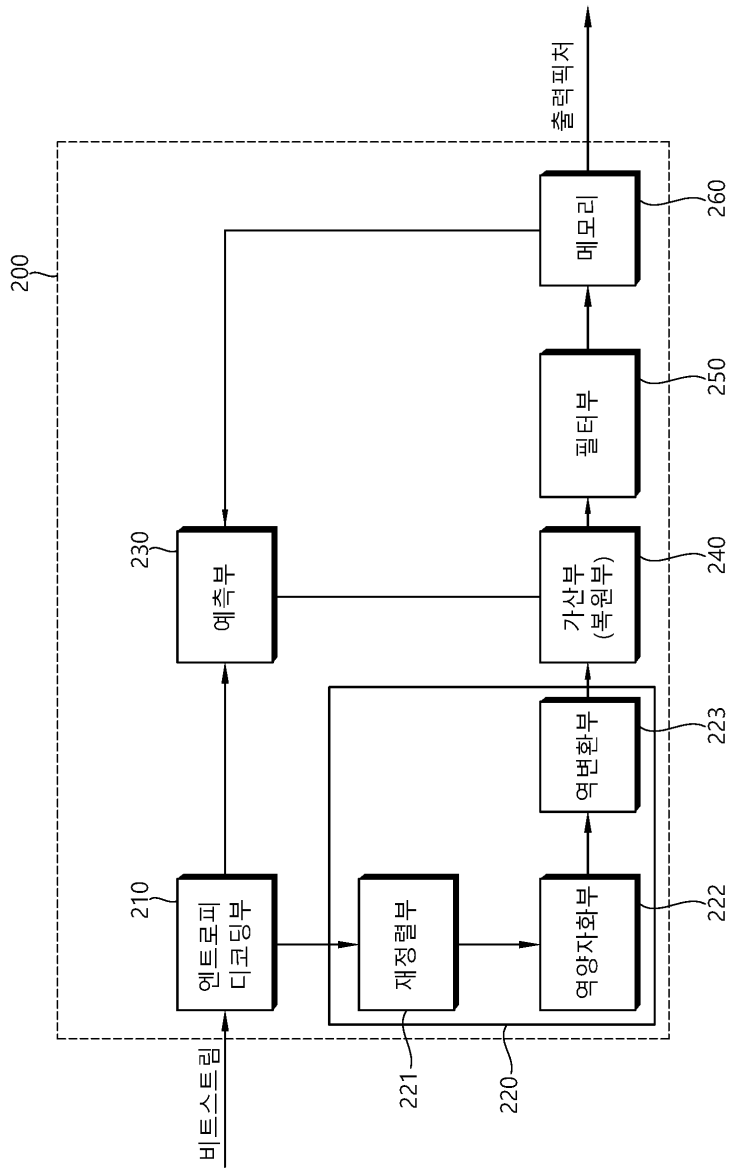 200
비트스트림
210
엔트로피
디코딩부
230
예측부
220
221
재정렬부
222
역양자화부
223
역변환부
240
가산부
(복원부)
250
필터부
260
메모리
출력픽처